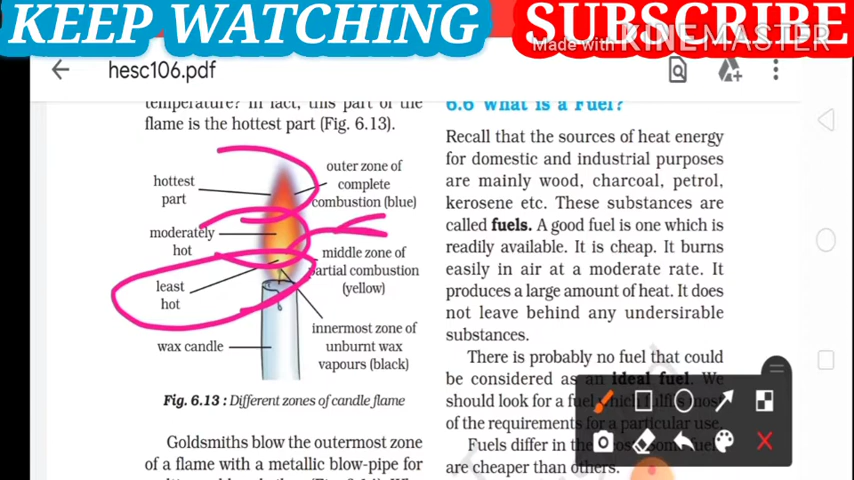 KEEP WATCHING
SUBSCRIBE
Made with KINEMASTER
hesc106.pdf
temperature? In fact, this part of the
flame is the hottest part (Fig. 6.13).
hottest
part
moderately
hot
least
hot
wax candle
outer zone of
complete
combustion (blue)
middle zone of
partial combustion
(yellow)
innermost zone of
unburnt wax
vapours (black)
Fig. 6.13 : Different zones of candle flame
Goldsmiths blow the outermost zone
of a flame with a metallic blow-pipe for
6.6 What is a Fuel?
Recall that the sources of heat energy
for domestic and industrial purposes
are mainly wood, charcoal, petrol,
kerosene etc. These substances are
called fuels. A good fuel is one which is
readily available. It is cheap. It burns
easily in air at a moderate rate. It
produces a large amount of heat. It does
not leave behind any undersirable
substances.
There is probably no fuel that could
be considered as an ideal fuel. We
should look for a fuel which fulfils most
of the requirements for a particular use.
Fuels differ in the Some fuels
are cheaper than others.